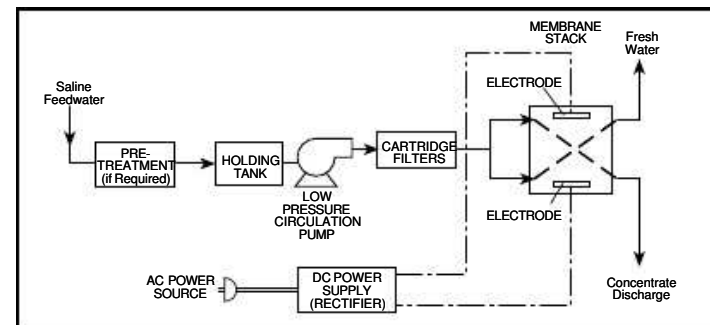 MEMBRANE
STACK
Fresh
Water
Saline
Feedwater
ELECTRODE
PRE-
TREATMENT
(if Required)
HOLDING
TANK
CARTRIDGE
FILTERS
LOW
PRESSURE
CIRCULATION
PUMP
ELECTRODE
AC POWER
SOURCE
DC POWER
SUPPLY
(RECTIFIER)
Concentrate
Discharge